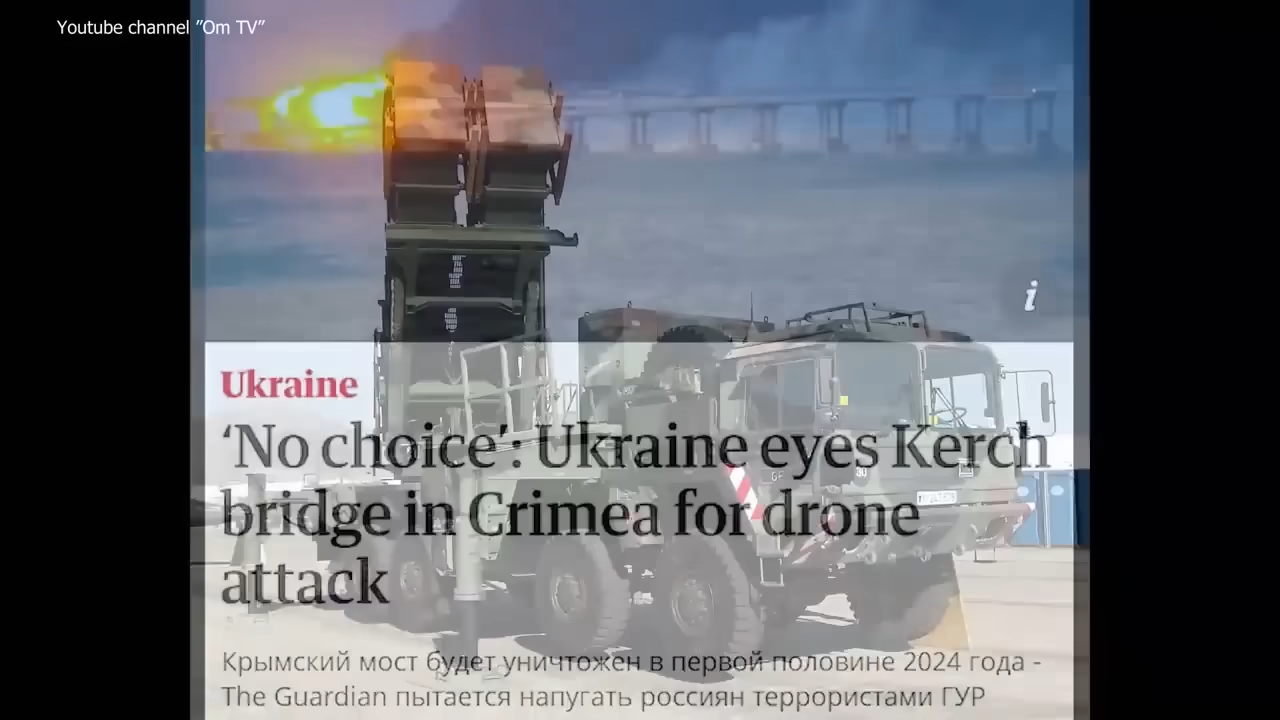 Youtube channel ”Om TV”
i
Ukraine
‘No choice’: Ukraine eyes Kerch
bridge in Crimea for drone
attack
Крымский мост будет уничтожен в первой половине 2024 года -
The Guardian пытается напугать россиян террористами ГУР